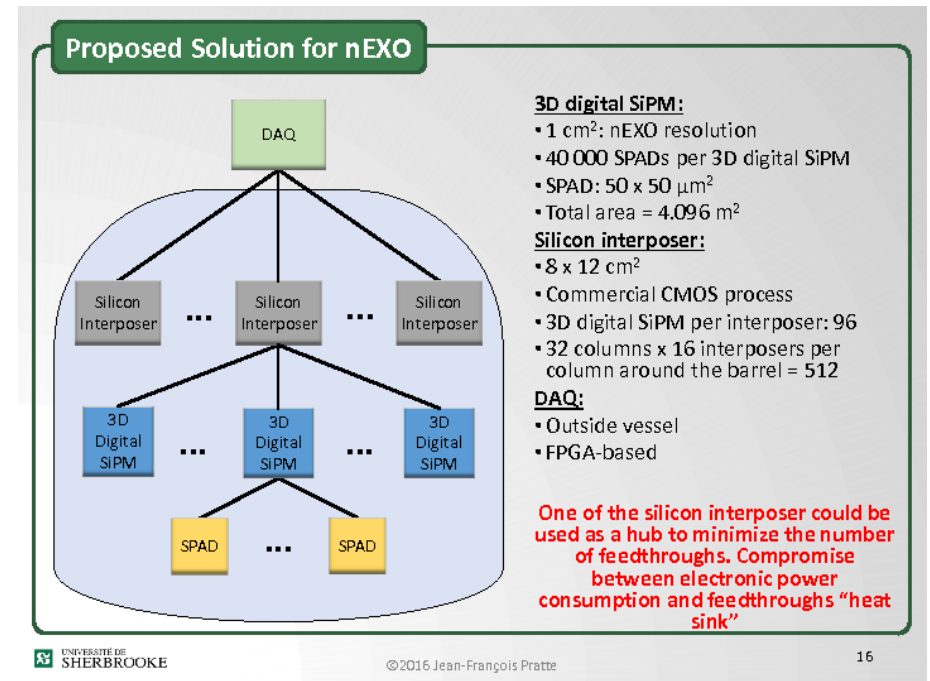 Proposed Solution for nEXO
DAQ
Silicon
Interposer
...
Silicon
Interposer
...
Silicon
Interposer
3D
Digital
SiPM
...
3D
Digital
SiPM
...
3D
Digital
SiPM
SPAD
...
SPAD
3D digital SiPM:
▪ 1 cm²: nEXO resolution
▪ 40 000 SPADs per 3D digital SiPM
▪ SPAD: 50 x 50 µm²
▪ Total area = 4.096 m²
Silicon interposer:
▪ 8 x 12 cm²
▪ Commercial CMOS process
▪ 3D digital SiPM per interposer: 96
▪ 32 columns x 16 interposers per
column around the barrel = 512
DAQ:
▪ Outside vessel
▪ FPGA-based
One of the silicon interposer could be
used as a hub to minimize the number
of feedthroughs. Compromise
between electronic power
consumption and feedthroughs “heat
sink”
UNIVERSITÉ DE
SHERBROOKE
©2016 Jean-François Pratte
16